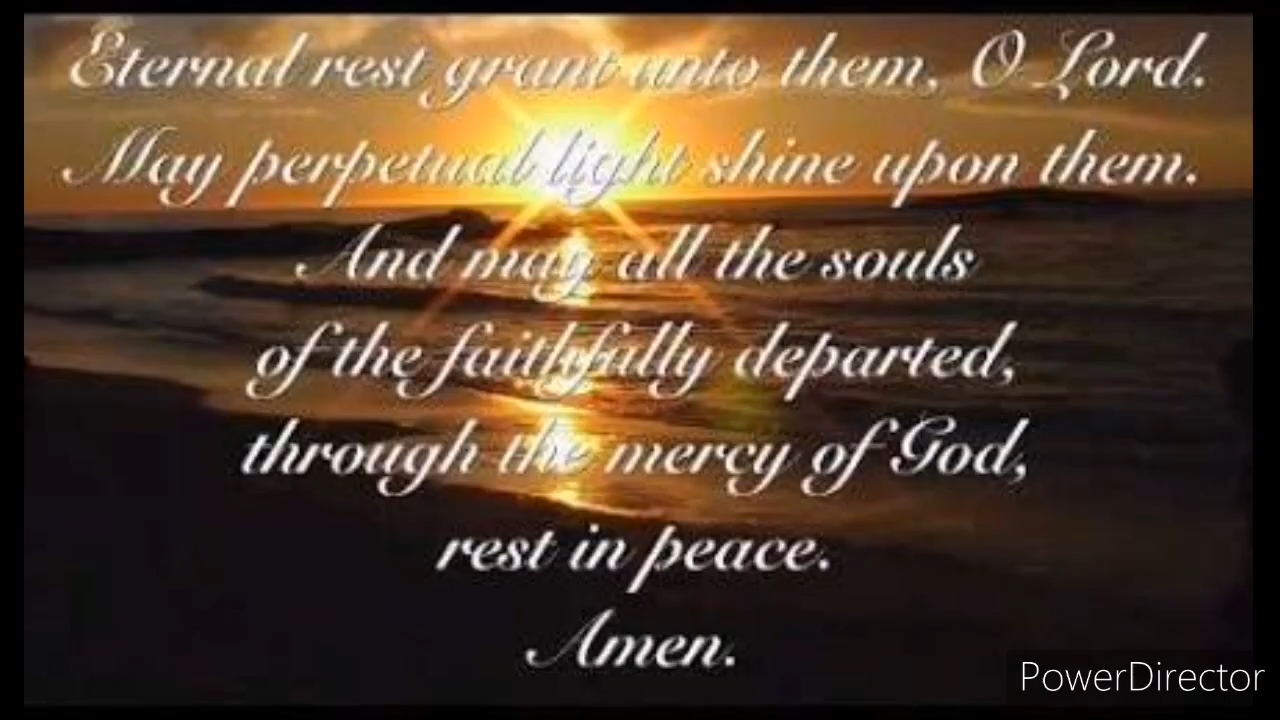 Eternal rest grant unto them, O Lord.
May perpetual light shine upon them.
And may all the souls
of the faithfully departed,
through the mercy of God,
rest in peace.
Amen.
PowerDirector